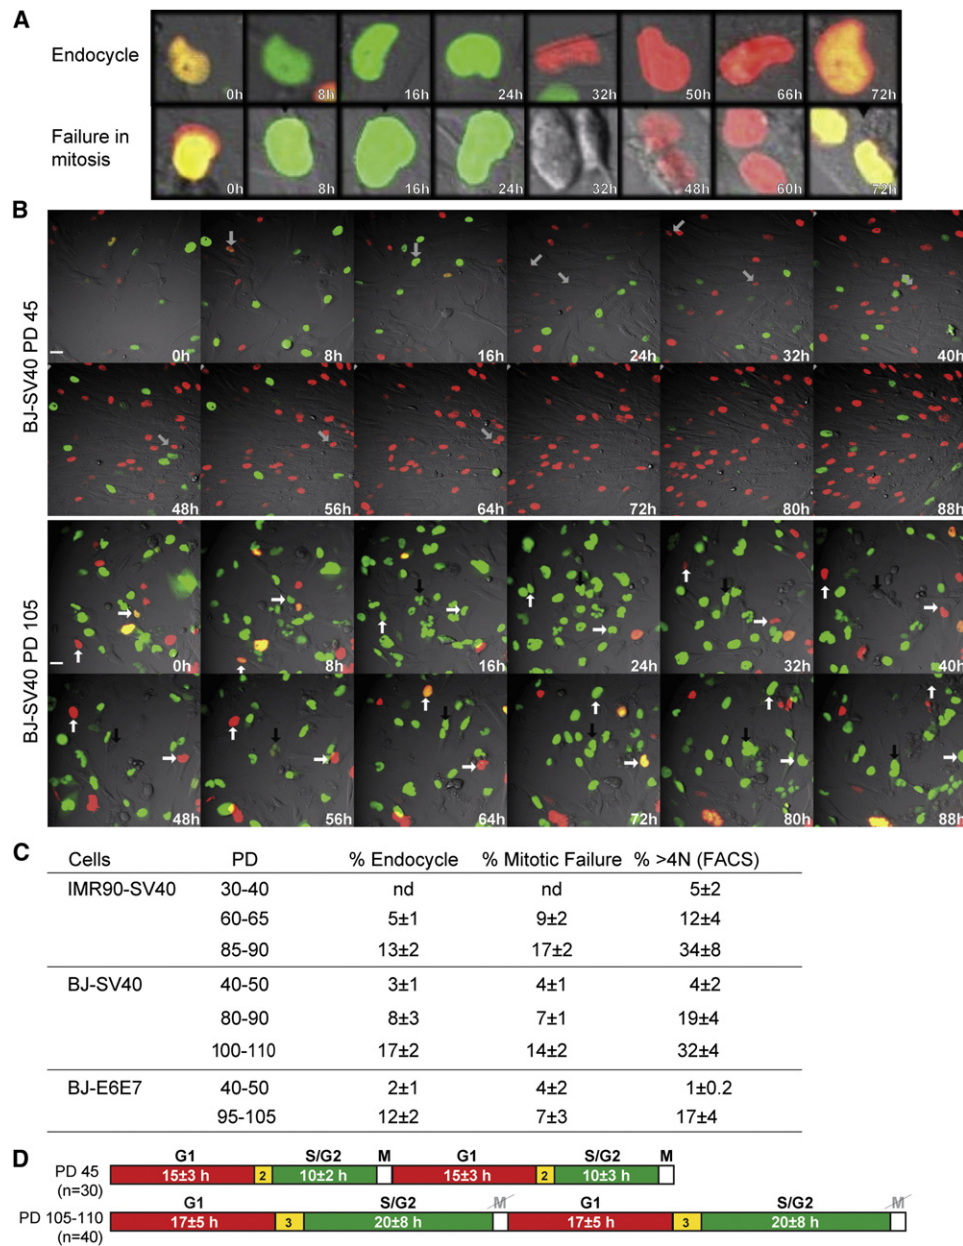 A
Endocycle
0h 8h 16h 24h 32h 50h 66h 72h
Failure in
mitosis
0h 8h 16h 24h 32h 48h 60h 72h
B
BJ-SV40 PD 45
0h 8h 16h 24h 32h 40h
48h 56h 64h 72h 80h 88h
BJ-SV40 PD 105
0h 8h 16h 24h 32h 40h
48h 56h 64h 72h 80h 88h
C
Cells PD % Endocycle % Mitotic Failure % >4N (FACS)
IMR90-SV40 30-40 nd nd 5±2
60-65 5±1 9±2 12±4
85-90 13±2 17±2 34±8
BJ-SV40 40-50 3±1 4±1 4±2
80-90 8±3 7±1 19±4
100-110 17±2 14±2 32±4
BJ-E6E7 40-50 2±1 4±2 1±0.2
95-105 12±2 7±3 17±4
D
G1 S/G2 M G1 S/G2 M
PD 45 15±3 h 2 10±2 h 15±3 h 2 10±3 h
(n=30)
G1 S/G2 M G1 S/G2 M
PD 105-110 17±5 h 3 20±8 h 17±5 h 3 20±8 h
(n=40)